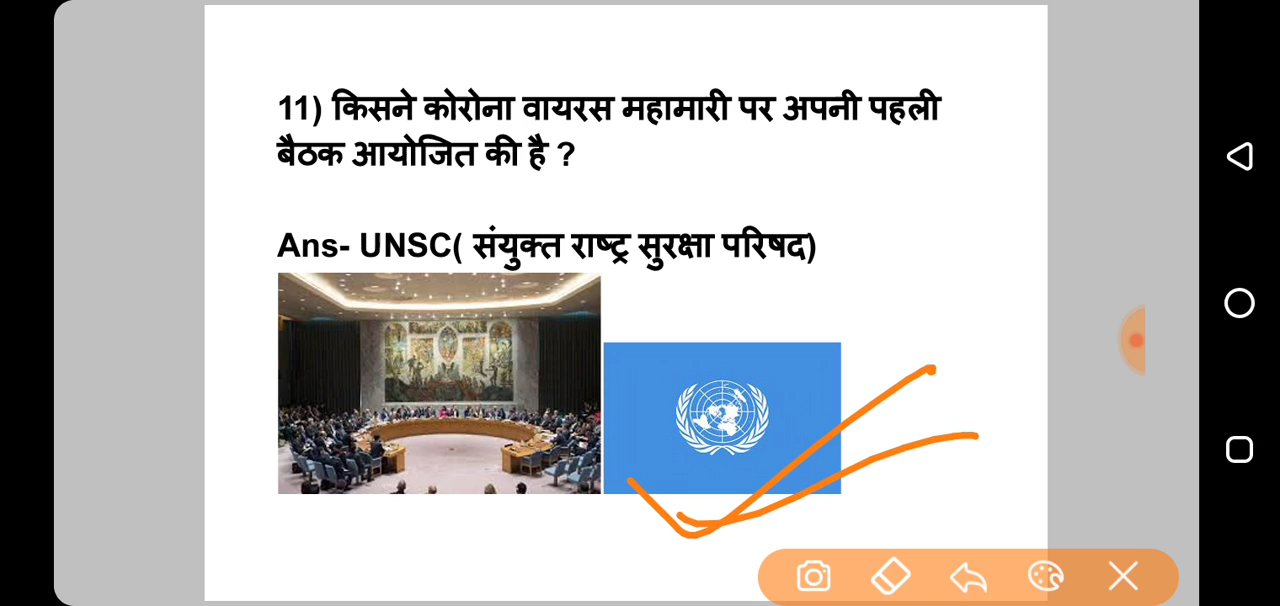 11) किसने कोरोना वायरस महामारी पर अपनी पहली
बैठक आयोजित की है ?
Ans- UNSC( संयुक्त राष्ट्र सुरक्षा परिषद)